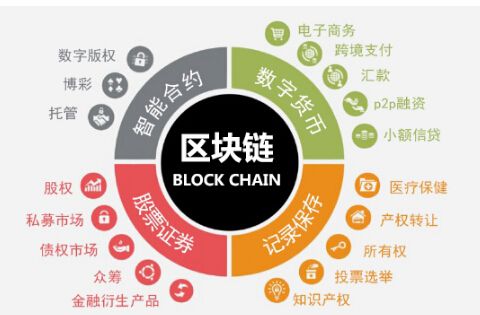 区块链
BLOCK CHAIN
智能合约
数字版权
博彩
托管
数字货币
电子商务
跨境支付
汇款
p2p融资
小额信贷
股票证券
股权
私募市场
债权市场
众筹
金融衍生产品
记录保存
医疗保健
产权转让
所有权
投票选举
知识产权